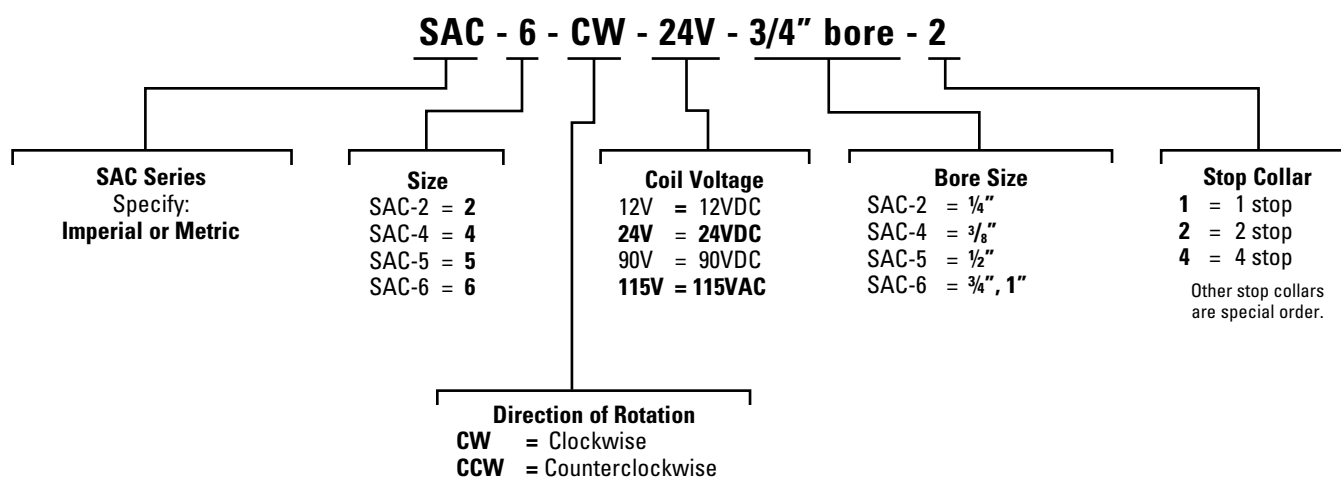 SAC - 6 - CW - 24V - 3/4" bore - 2
SAC Series
Specify:
Imperial or Metric
Size
SAC-2 = 2
SAC-4 = 4
SAC-5 = 5
SAC-6 = 6
Coil Voltage
12V = 12VDC
24V = 24VDC
90V = 90VDC
115V = 115VAC
Bore Size
SAC-2 = ¼"
SAC-4 = ³/₈"
SAC-5 = ½"
SAC-6 = ¾", 1"
Stop Collar
1 = 1 stop
2 = 2 stop
4 = 4 stop
Other stop collars
are special order.
Direction of Rotation
CW = Clockwise
CCW = Counterclockwise